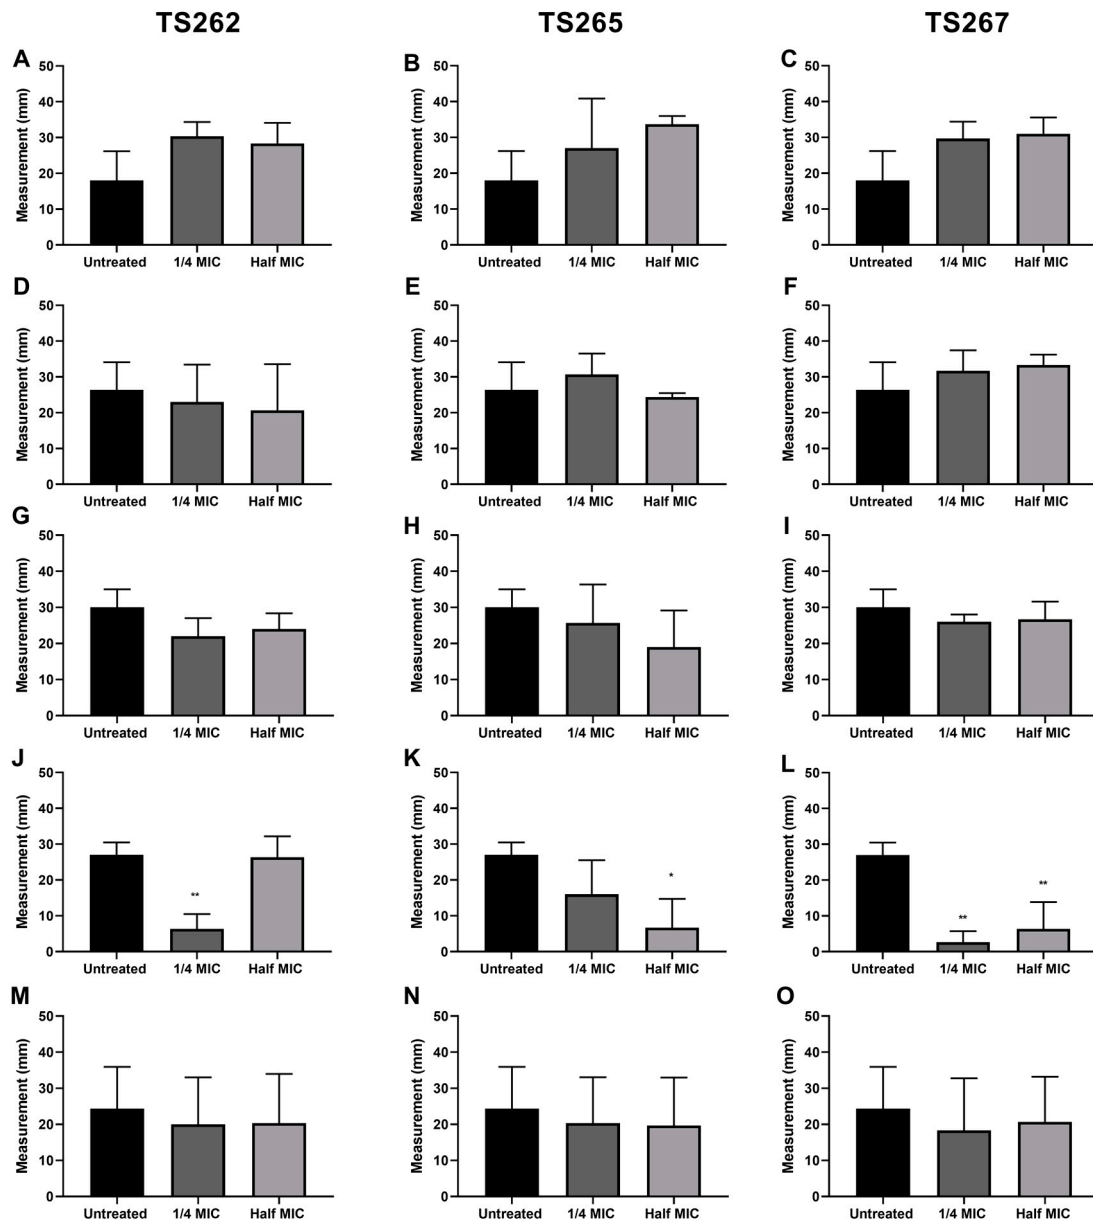 TS262 TS265 TS267
A B C
Measurement (mm) Measurement (mm) Measurement (mm)
50 50 50
40 40 40
30 30 30
20 20 20
10 10 10
0 0 0
Untreated 1/4 MIC Half MIC Untreated 1/4 MIC Half MIC Untreated 1/4 MIC Half MIC
D E F
Measurement (mm) Measurement (mm) Measurement (mm)
50 50 50
40 40 40
30 30 30
20 20 20
10 10 10
0 0 0
Untreated 1/4 MIC Half MIC Untreated 1/4 MIC Half MIC Untreated 1/4 MIC Half MIC
G H I
Measurement (mm) Measurement (mm) Measurement (mm)
50 50 50
40 40 40
30 30 30
20 20 20
10 10 10
0 0 0
Untreated 1/4 MIC Half MIC Untreated 1/4 MIC Half MIC Untreated 1/4 MIC Half MIC
J K L
Measurement (mm) Measurement (mm) Measurement (mm)
50 50 50
40 40 40
30 30 30
20 20 20
** * ** **
10 10 10
0 0 0
Untreated 1/4 MIC Half MIC Untreated 1/4 MIC Half MIC Untreated 1/4 MIC Half MIC
M N O
Measurement (mm) Measurement (mm) Measurement (mm)
50 50 50
40 40 40
30 30 30
20 20 20
10 10 10
0 0 0
Untreated 1/4 MIC Half MIC Untreated 1/4 MIC Half MIC Untreated 1/4 MIC Half MIC